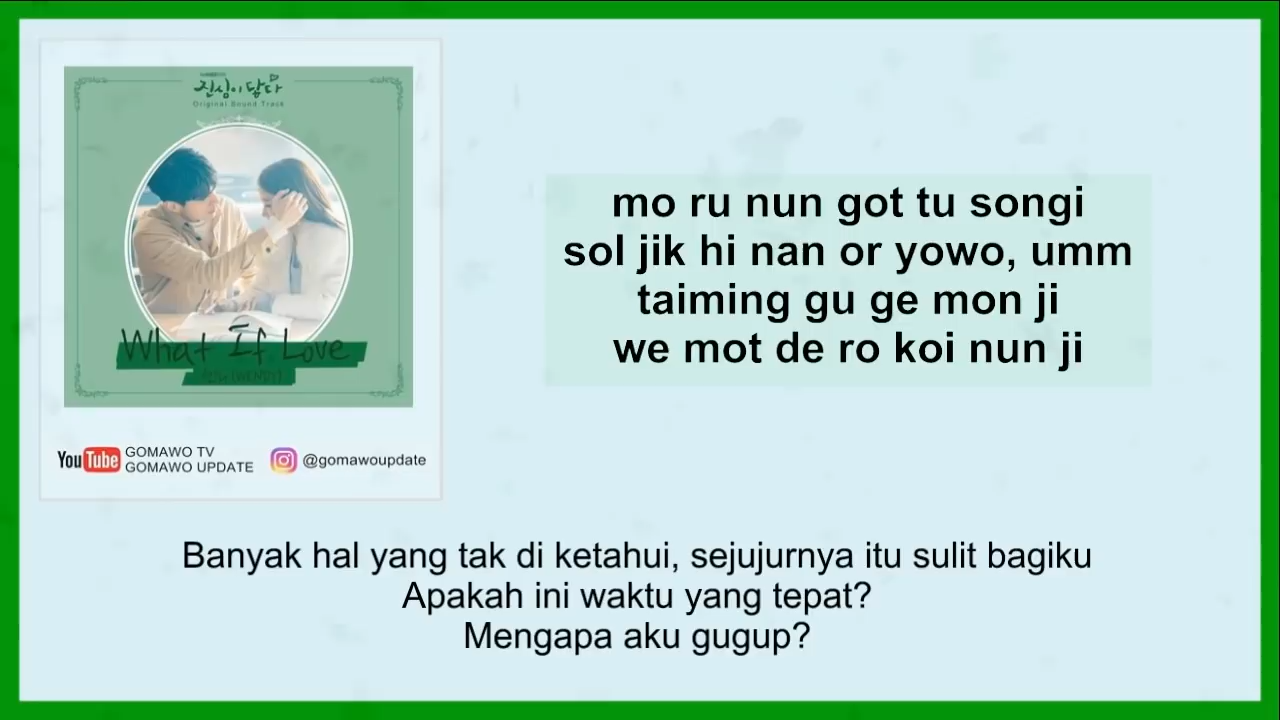 진심이 닿다
Original Sound Track
What If Love
mo ru nun got tu songi
sol jik hi nan or yowo, umm
taiming gu ge mon ji
we mot de ro koi nun ji
YouTube
GOMAWO TV
GOMAWO UPDATE
@gomawoupdate
Banyak hal yang tak di ketahui, sejujurnya itu sulit bagiku
Apakah ini waktu yang tepat?
Mengapa aku gugup?